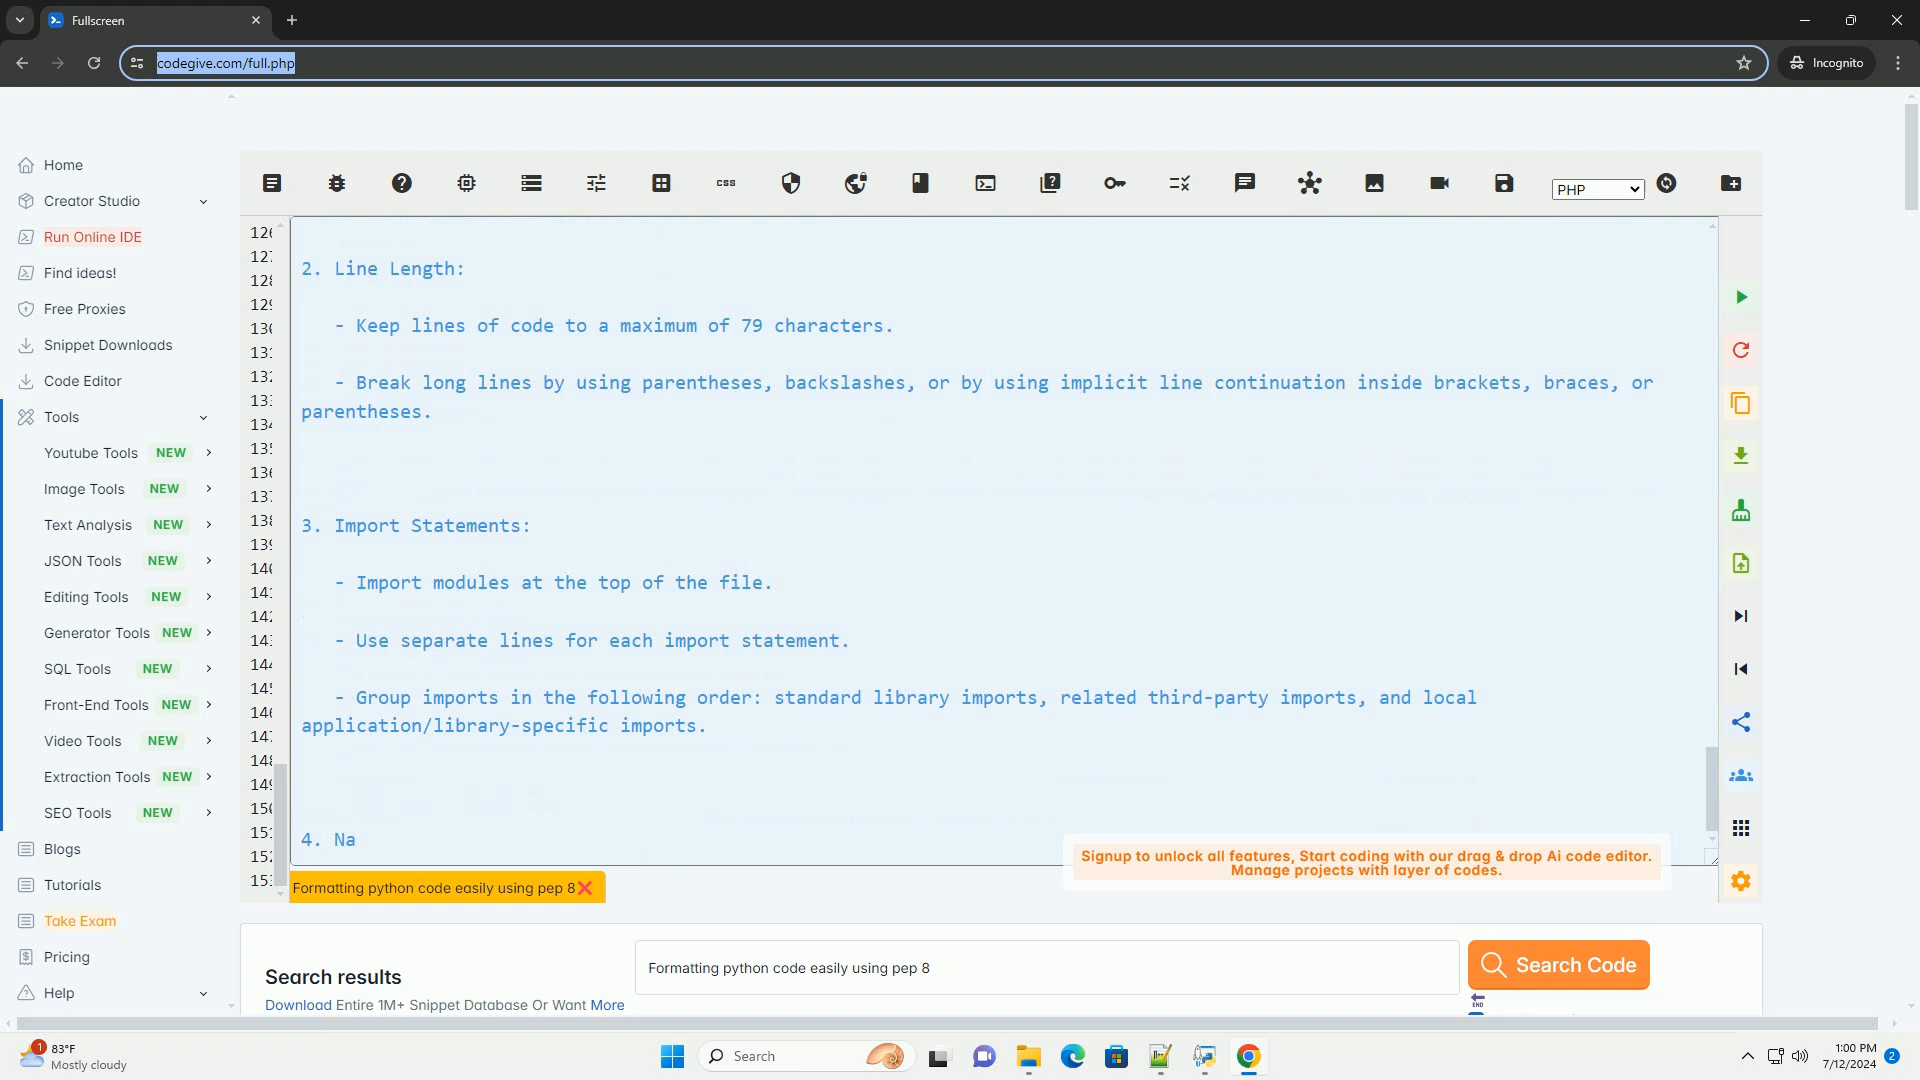 Fullscreen
codegive.com/full.php
Incognito
Home
Creator Studio
Run Online IDE
Find ideas!
Free Proxies
Snippet Downloads
Code Editor
Tools
Youtube Tools NEW
Image Tools NEW
Text Analysis NEW
JSON Tools NEW
Editing Tools NEW
Generator Tools NEW
SQL Tools NEW
Front-End Tools NEW
Video Tools NEW
Extraction Tools NEW
SEO Tools NEW
Blogs
Tutorials
Take Exam
Pricing
Help
css
PHP
2. Line Length:
- Keep lines of code to a maximum of 79 characters.
- Break long lines by using parentheses, backslashes, or by using implicit line continuation inside brackets, braces, or
parentheses.
3. Import Statements:
- Import modules at the top of the file.
- Use separate lines for each import statement.
- Group imports in the following order: standard library imports, related third-party imports, and local
application/library-specific imports.
4. Na
Signup to unlock all features, Start coding with our drag & drop Ai code editor.
Manage projects with layer of codes.
Formatting python code easily using pep 8❌
Search results
Download Entire 1M+ Snippet Database Or Want More
Formatting python code easily using pep 8
Search Code
END
1
83°F
Mostly cloudy
Search
1:00 PM
7/12/2024
2